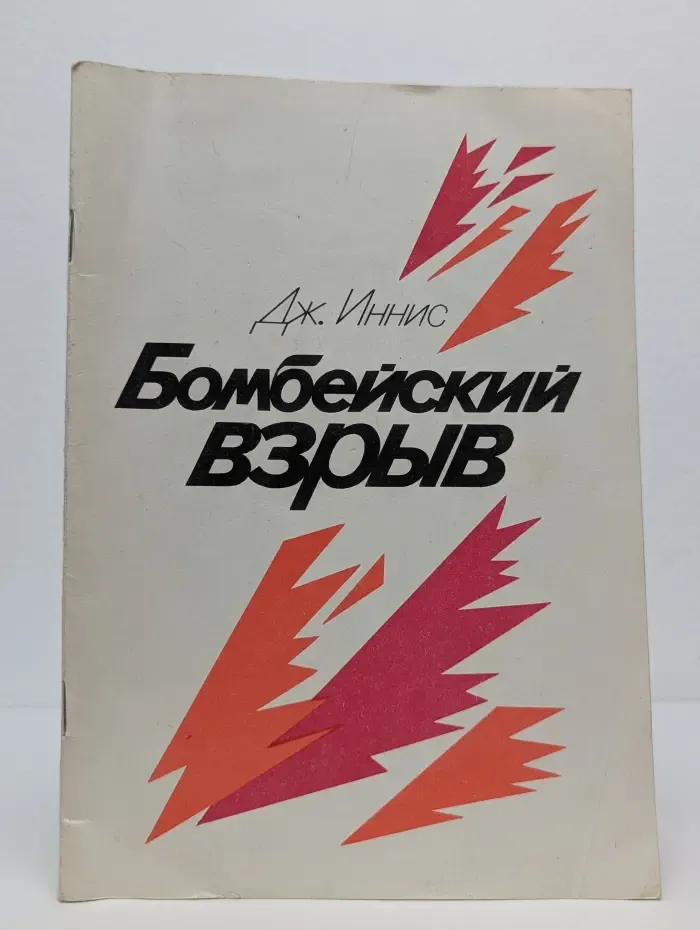 Дж. Иннис
Бомбейский
взрыв